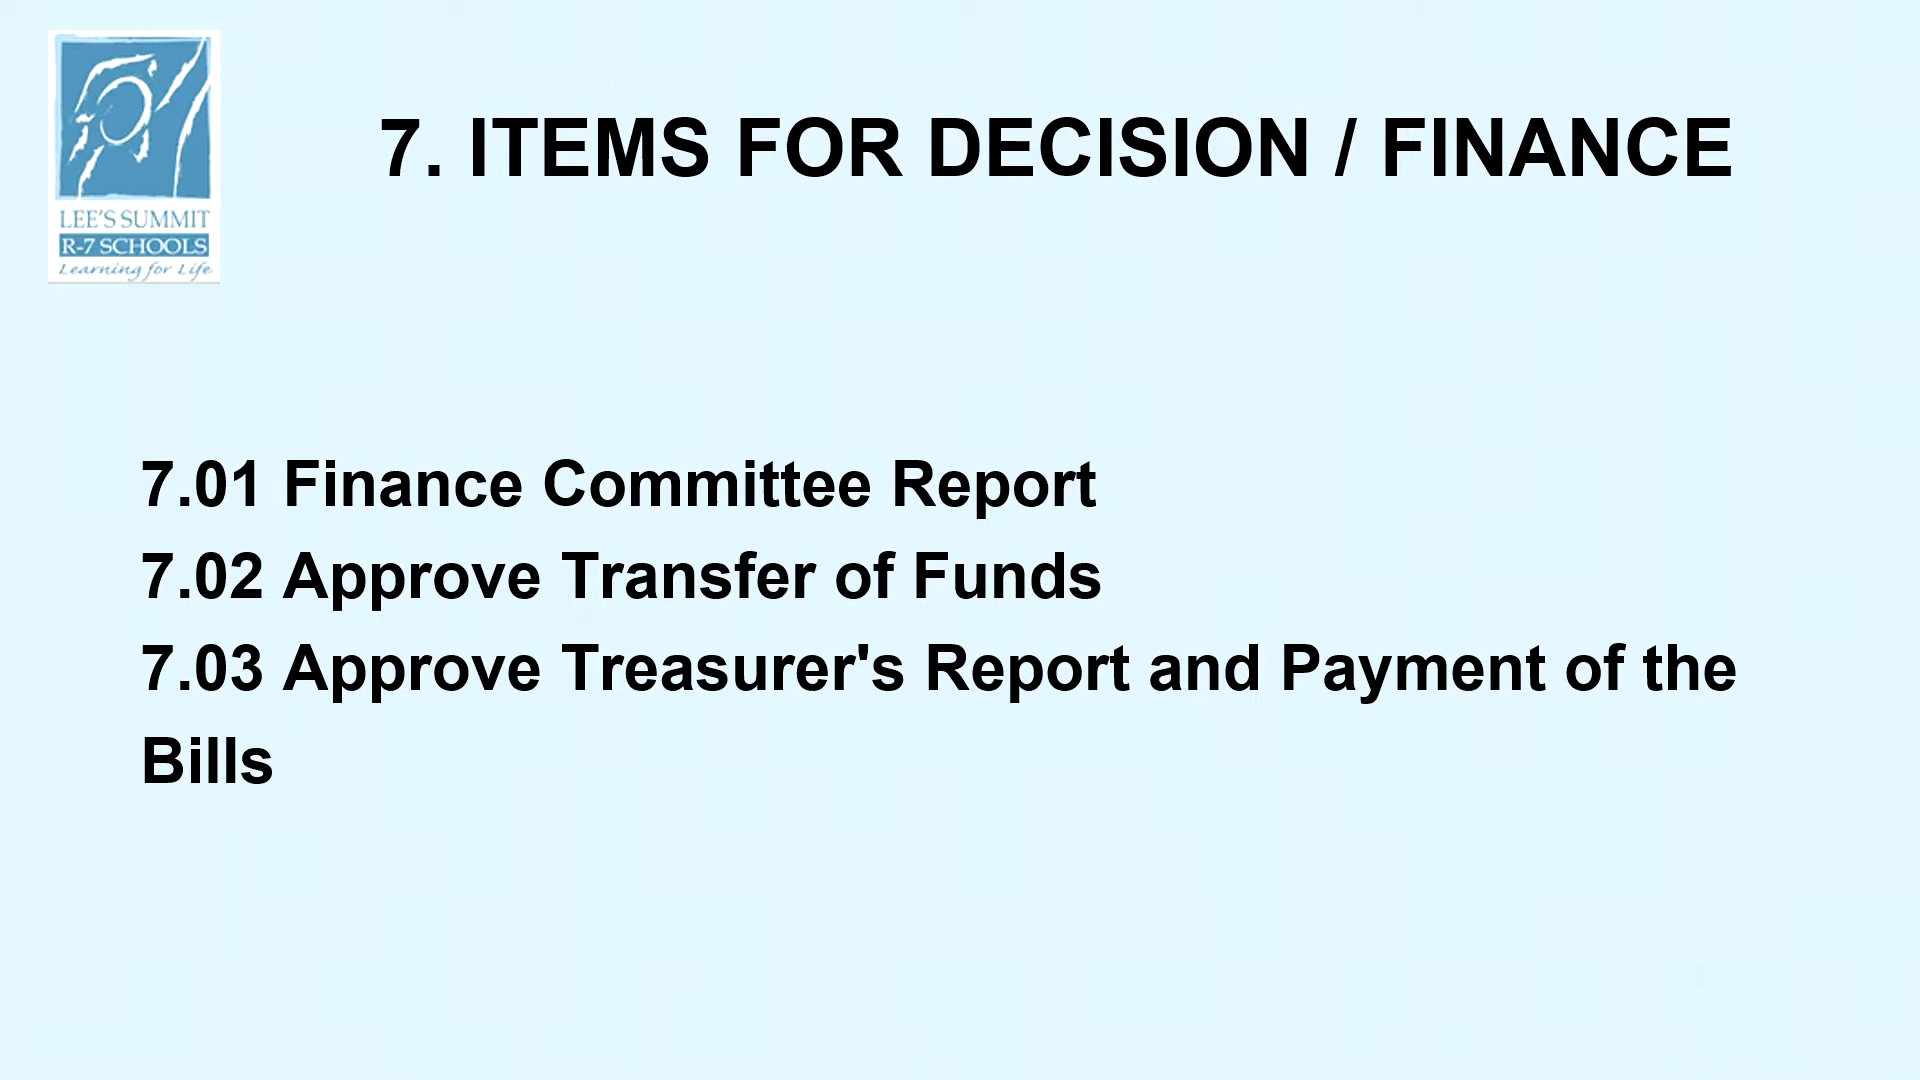 LEE'S SUMMIT
R-7 SCHOOLS
Learning for Life
7. ITEMS FOR DECISION / FINANCE
7.01 Finance Committee Report
7.02 Approve Transfer of Funds
7.03 Approve Treasurer's Report and Payment of the
Bills